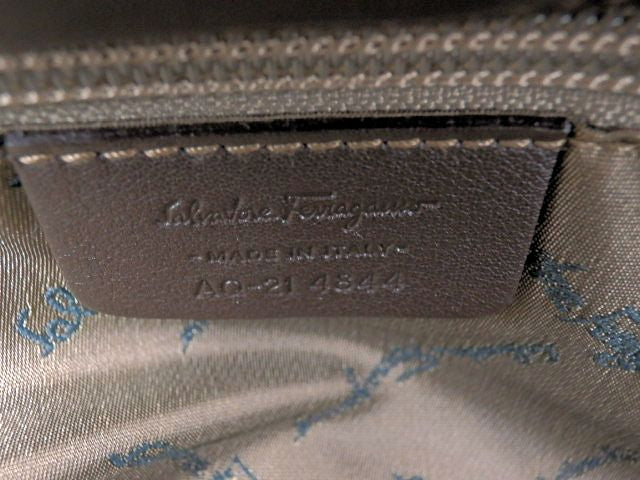 Salvatore Ferragamo
-MADE IN ITALY-
AQ-21 4344